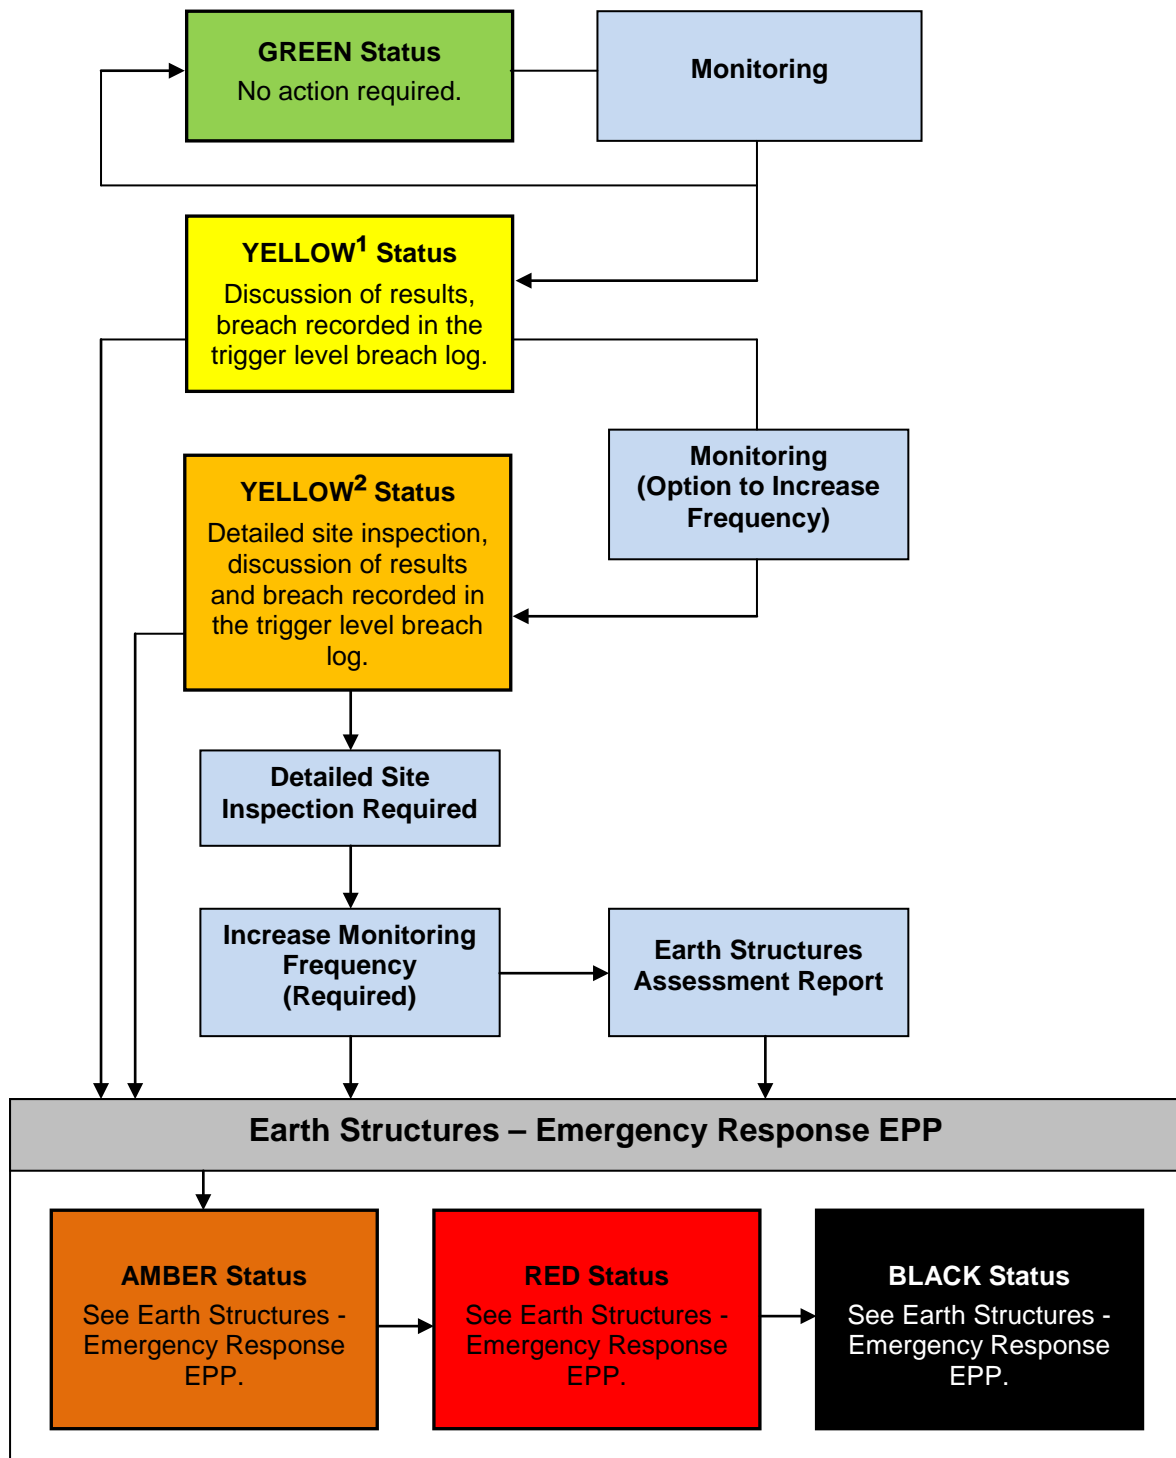 GREEN Status
No action required.
Monitoring
YELLOW¹ Status
Discussion of results,
breach recorded in the
trigger level breach log.
Monitoring
(Option to Increase
Frequency)
YELLOW² Status
Detailed site inspection,
discussion of results
and breach recorded in
the trigger level breach
log.
Detailed Site
Inspection Required
Increase Monitoring
Frequency
(Required)
Earth Structures
Assessment Report
Earth Structures – Emergency Response EPP
AMBER Status
See Earth Structures -
Emergency Response
EPP.
RED Status
See Earth Structures -
Emergency Response
EPP.
BLACK Status
See Earth Structures -
Emergency Response
EPP.